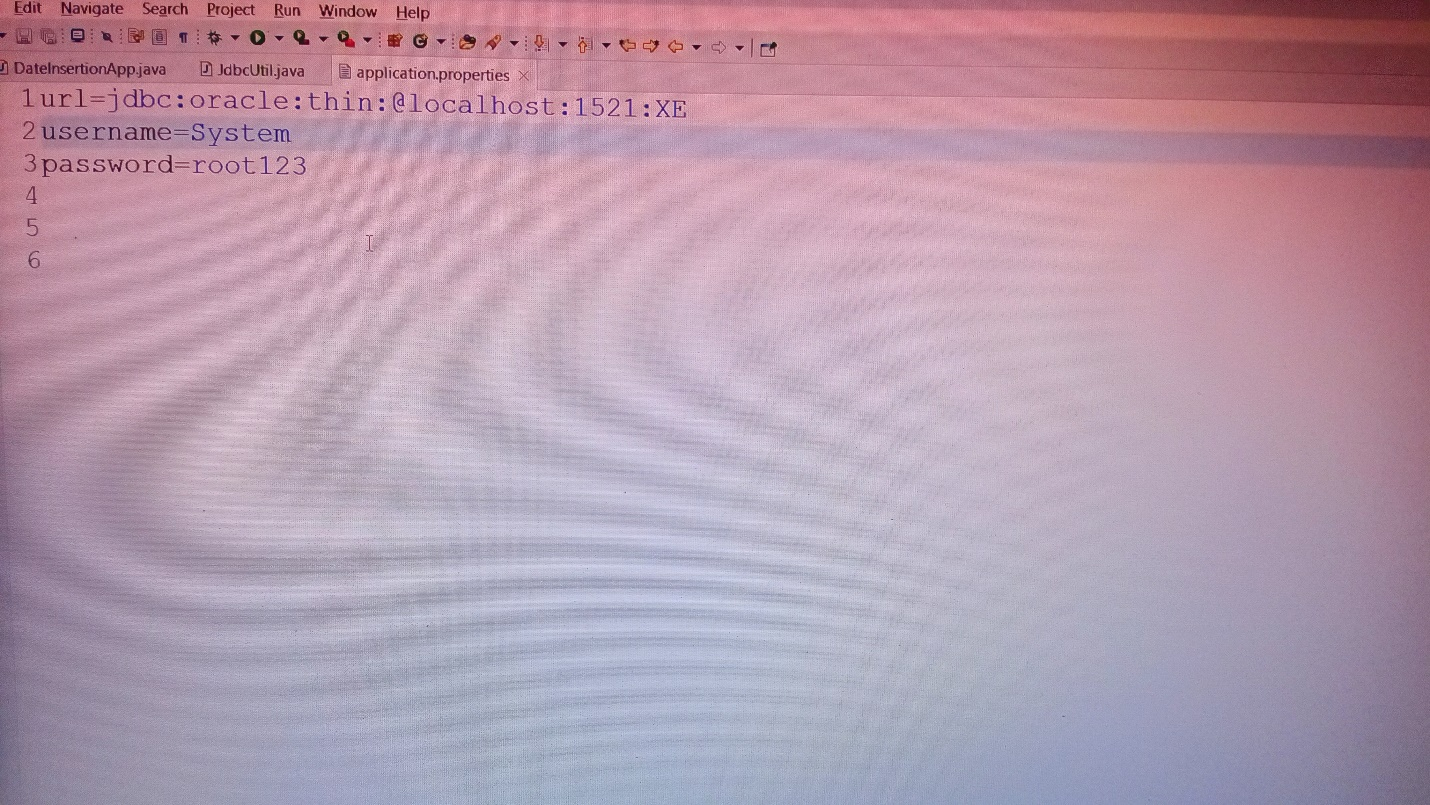 Edit Navigate Search Project Run Window Help
DateInsertionApp.java JdbcUtil.java application.properties
1 url=jdbc:oracle:thin:@localhost:1521:XE
2 username=System
3 password=root123
4
5
6